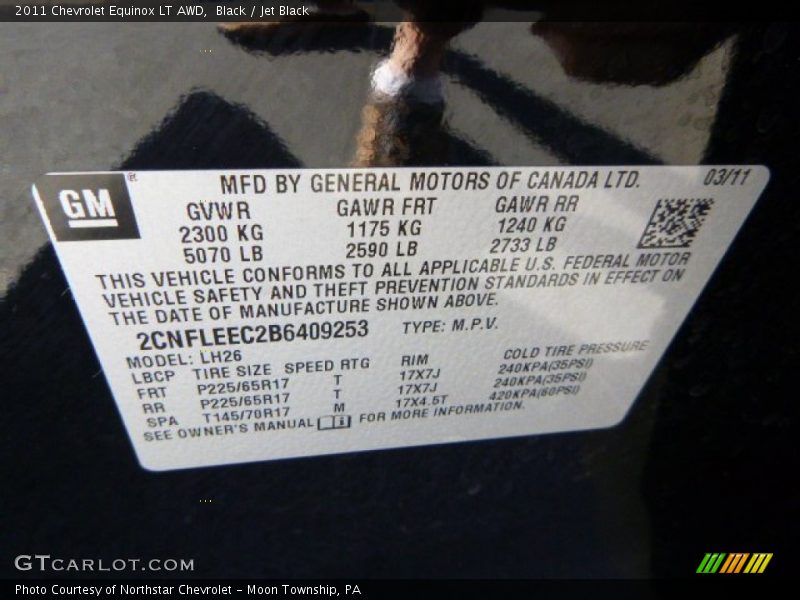 2011 Chevrolet Equinox LT AWD, Black / Jet Black
GM®
MFD BY GENERAL MOTORS OF CANADA LTD. 03/11
GVWR GAWR FRT GAWR RR
2300 KG 1175 KG 1240 KG
5070 LB 2590 LB 2733 LB
THIS VEHICLE CONFORMS TO ALL APPLICABLE U.S. FEDERAL MOTOR
VEHICLE SAFETY AND THEFT PREVENTION STANDARDS IN EFFECT ON
THE DATE OF MANUFACTURE SHOWN ABOVE.
2CNFLEEC2B6409253 TYPE: M.P.V.
MODEL: LH26
LBCP TIRE SIZE SPEED RTG RIM COLD TIRE PRESSURE
FRT P225/65R17 T 17X7J 240KPA(35PSI)
RR P225/65R17 T 17X7J 240KPA(35PSI)
SPA T145/70R17 M 17X4.5T 420KPA(60PSI)
SEE OWNER'S MANUAL i FOR MORE INFORMATION.
GTCARLOT.COM
Photo Courtesy of Northstar Chevrolet - Moon Township, PA